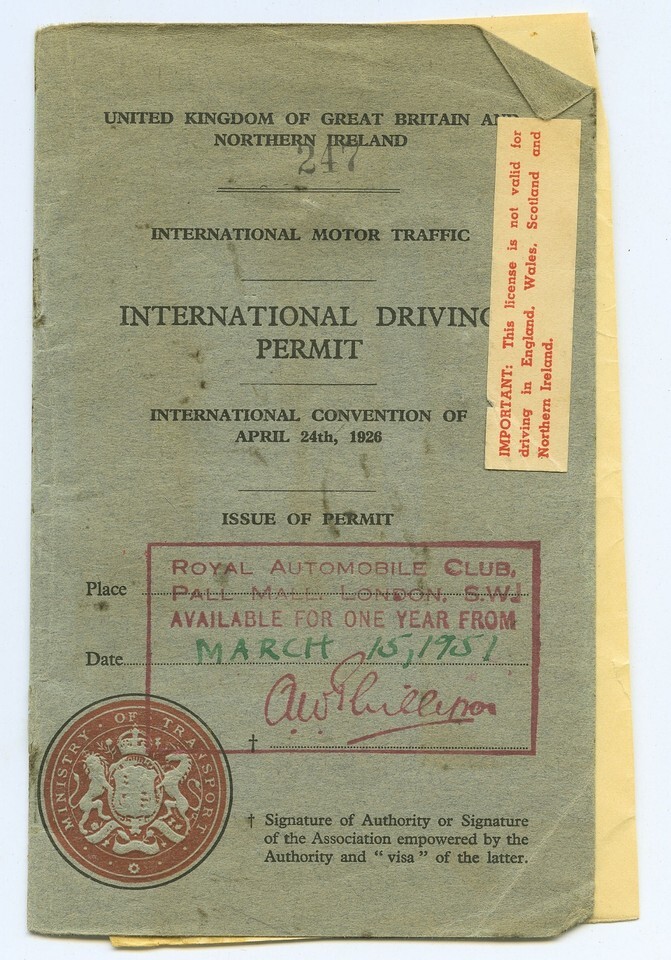 UNITED KINGDOM OF GREAT BRITAIN AND
NORTHERN IRELAND
247
INTERNATIONAL MOTOR TRAFFIC
INTERNATIONAL DRIVING
PERMIT
INTERNATIONAL CONVENTION OF
APRIL 24th, 1926
ISSUE OF PERMIT
Place
ROYAL AUTOMOBILE CLUB,
PALL MALL, LONDON, S.W.1
AVAILABLE FOR ONE YEAR FROM
Date
MARCH 15, 1951
†
MINISTRY · OF · TRANSPORT
† Signature of Authority or Signature
of the Association empowered by the
Authority and “ visa ” of the latter.
IMPORTANT: This license is not valid for
driving in England, Wales, Scotland and
Northern Ireland.